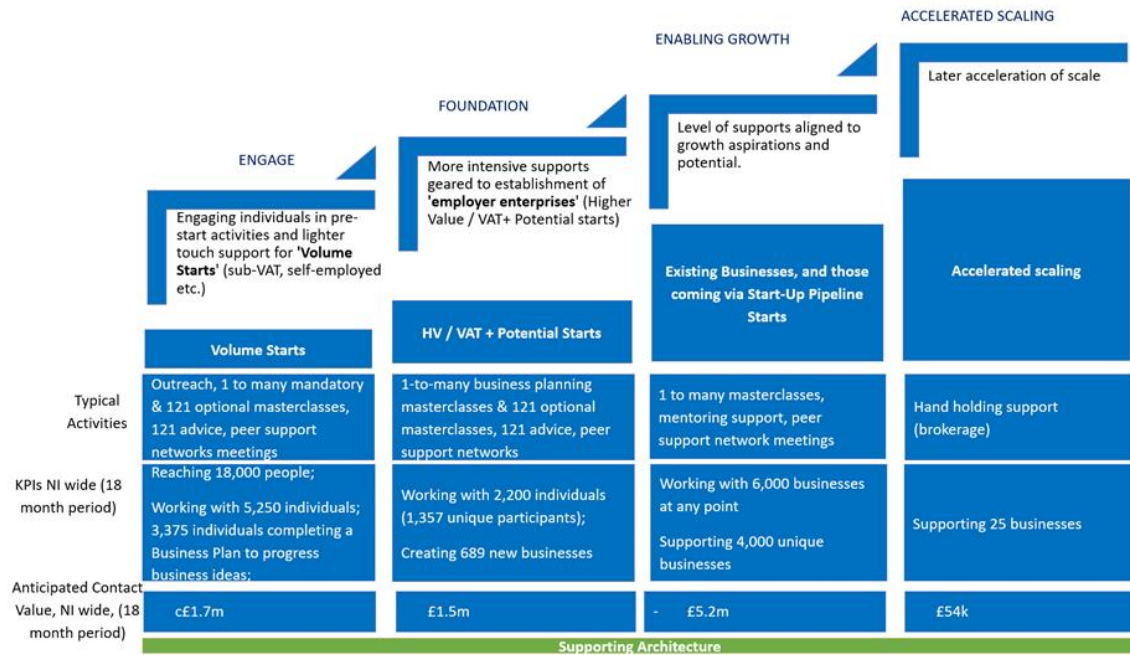 ACCELERATED SCALING
Later acceleration of scale
ENABLING GROWTH
Level of supports aligned to
growth aspirations and
potential.
FOUNDATION
More intensive supports
geared to establishment of
'employer enterprises' (Higher
Value / VAT+ Potential starts)
ENGAGE
Engaging individuals in pre-
start activities and lighter
touch support for 'Volume
Starts' (sub-VAT, self-employed
etc.)
Volume Starts
HV / VAT + Potential Starts
Existing Businesses, and those
coming via Start-Up Pipeline
Starts
Accelerated scaling
Typical
Activities
Outreach, 1 to many mandatory
& 121 optional masterclasses,
121 advice, peer support
networks meetings
1-to-many business planning
masterclasses & 121 optional
masterclasses, 121 advice, peer
support networks
1 to many masterclasses,
mentoring support, peer
support network meetings
Hand holding support
(brokerage)
KPIs NI wide (18
month period)
Reaching 18,000 people;
Working with 5,250 individuals;
3,375 individuals completing a
Business Plan to progress
business ideas;
Working with 2,200 individuals
(1,357 unique participants);
Creating 689 new businesses
Working with 6,000 businesses
at any point
Supporting 4,000 unique
businesses
Supporting 25 businesses
Anticipated Contact
Value, NI wide, (18
month period)
c£1.7m
£1.5m
- £5.2m
£54k
Supporting Architecture